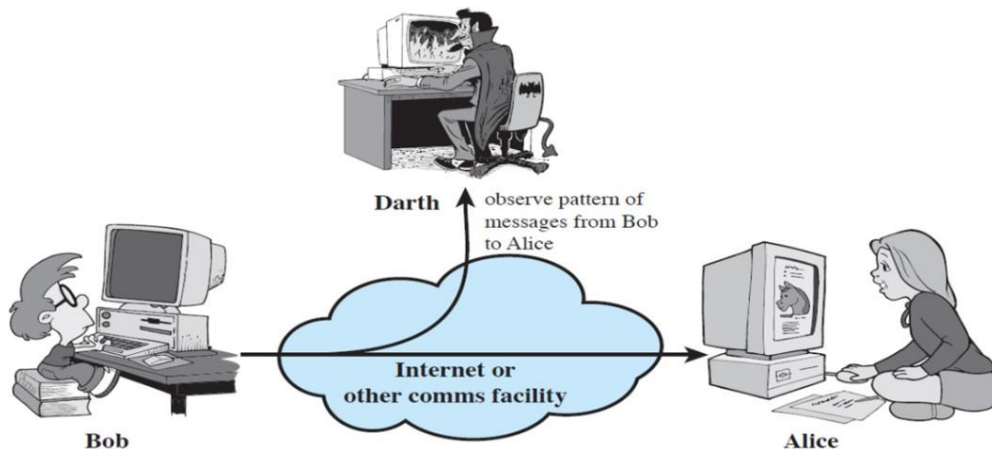 Darth
observe pattern of
messages from Bob
to Alice
Internet or
other comms facility
Bob
Alice